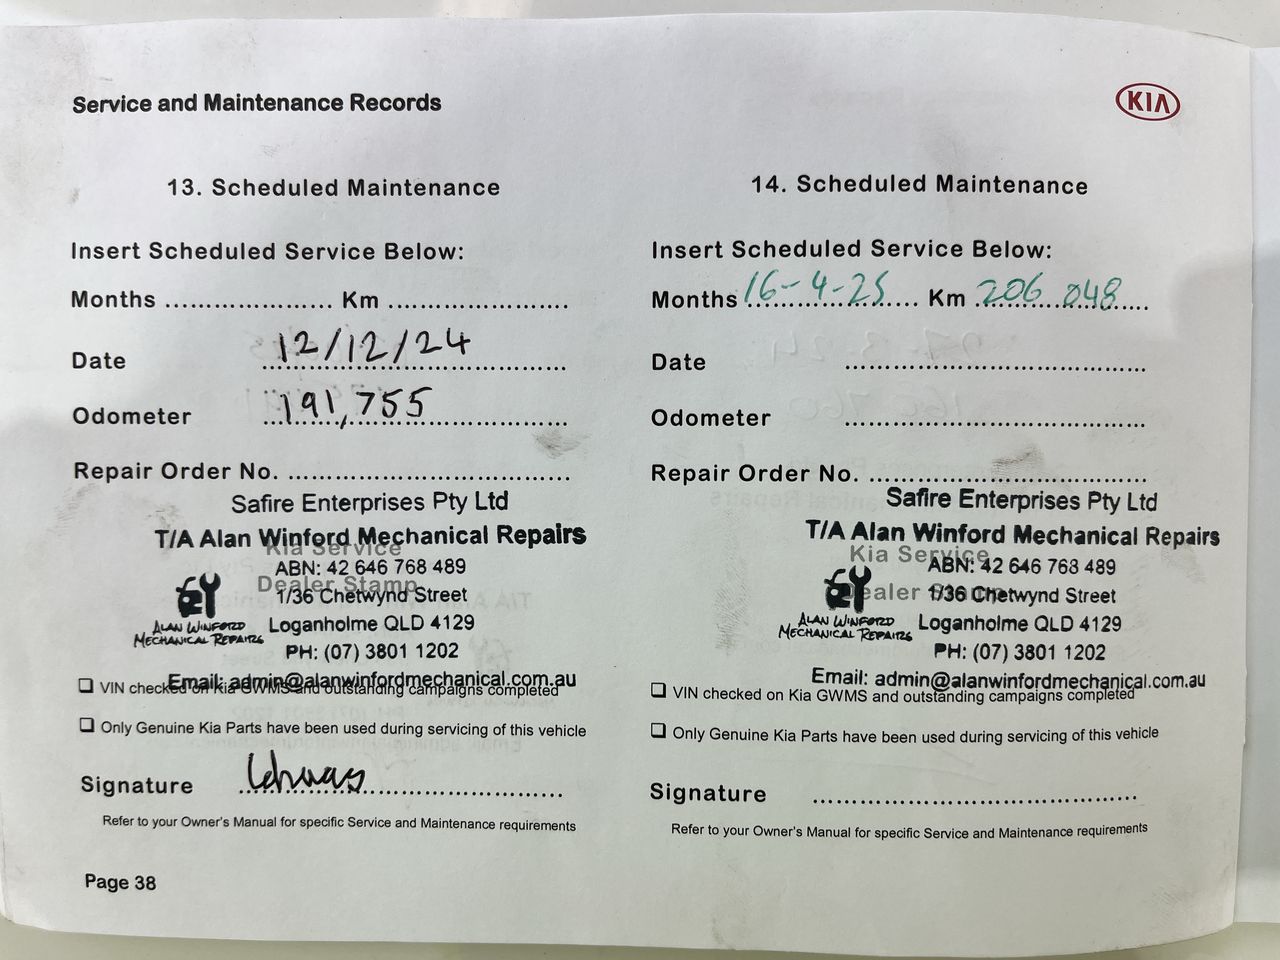 Service and Maintenance Records
KIA
13. Scheduled Maintenance
Insert Scheduled Service Below:
Months .................... Km .....................
Date 12/12/24
Odometer 191,755
Repair Order No. ................................
Safire Enterprises Pty Ltd
T/A Alan Winford Mechanical Repairs
Kia Service
ABN: 42 646 768 489
Dealer Stamp
1/36 Chetwynd Street
ALAN WINFORD
MECHANICAL REPAIRS
Loganholme QLD 4129
PH: (07) 3801 1202
Email: admin@alanwinfordmechanical.com.au
❑ VIN checked on Kia GWMS and outstanding campaigns completed
❑ Only Genuine Kia Parts have been used during servicing of this vehicle
Signature
Refer to your Owner's Manual for specific Service and Maintenance requirements
Page 38
14. Scheduled Maintenance
Insert Scheduled Service Below:
Months 16-4-25 Km 206 048
Date ....................................
Odometer ....................................
Repair Order No. .................................
Safire Enterprises Pty Ltd
T/A Alan Winford Mechanical Repairs
Kia Service
ABN: 42 646 768 489
Dealer Stamp
1/36 Chetwynd Street
ALAN WINFORD
MECHANICAL REPAIRS
Loganholme QLD 4129
PH: (07) 3801 1202
Email: admin@alanwinfordmechanical.com.au
❑ VIN checked on Kia GWMS and outstanding campaigns completed
❑ Only Genuine Kia Parts have been used during servicing of this vehicle
Signature .......................................
Refer to your Owner's Manual for specific Service and Maintenance requirements